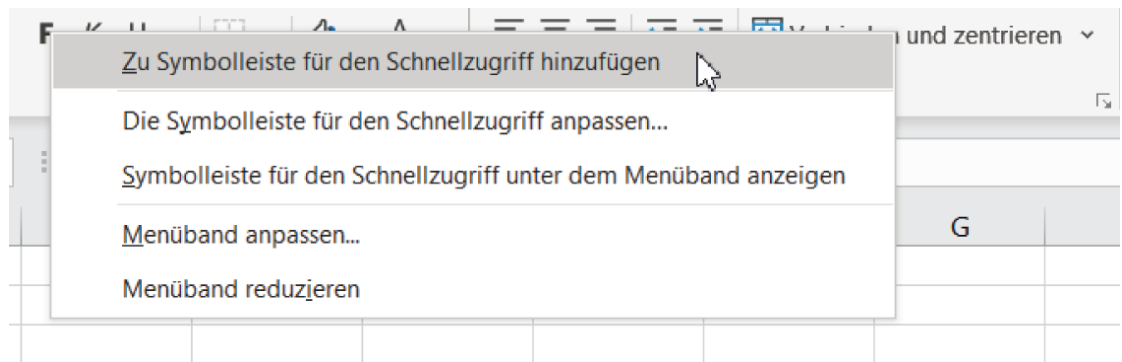 F K U
und zentrieren
Zu Symbolleiste für den Schnellzugriff hinzufügen
Die Symbolleiste für den Schnellzugriff anpassen...
Symbolleiste für den Schnellzugriff unter dem Menüband anzeigen
Menüband anpassen...
Menüband reduzieren
G